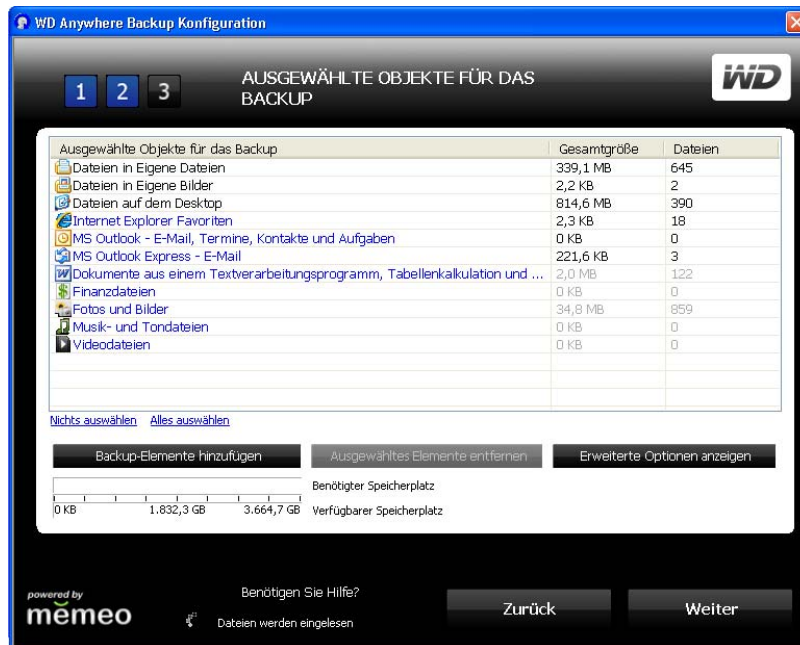 WD Anywhere Backup Konfiguration
1 2 3
AUSGEWÄHLTE OBJEKTE FÜR DAS
BACKUP
WD
Ausgewählte Objekte für das Backup Gesamtgröße Dateien
Dateien in Eigene Dateien 339,1 MB 645
Dateien in Eigene Bilder 2,2 KB 2
Dateien auf dem Desktop 814,6 MB 390
Internet Explorer Favoriten 2,3 KB 18
MS Outlook - E-Mail, Termine, Kontakte und Aufgaben 0 KB 0
MS Outlook Express - E-Mail 221,6 KB 3
Dokumente aus einem Textverarbeitungsprogramm, Tabellenkalkulation und ... 2,0 MB 122
Finanzdateien 0 KB 0
Fotos und Bilder 34,8 MB 859
Musik- und Tondateien 0 KB 0
Videodateien 0 KB 0
Nichts auswählen Alles auswählen
Backup-Elemente hinzufügen Ausgewähltes Elemente entfernen Erweiterte Optionen anzeigen
Benötigter Speicherplatz
0 KB 1.832,3 GB 3.664,7 GB Verfügbarer Speicherplatz
powered by
mĕmeo
Benötigen Sie Hilfe?
Dateien werden eingelesen
Zurück Weiter